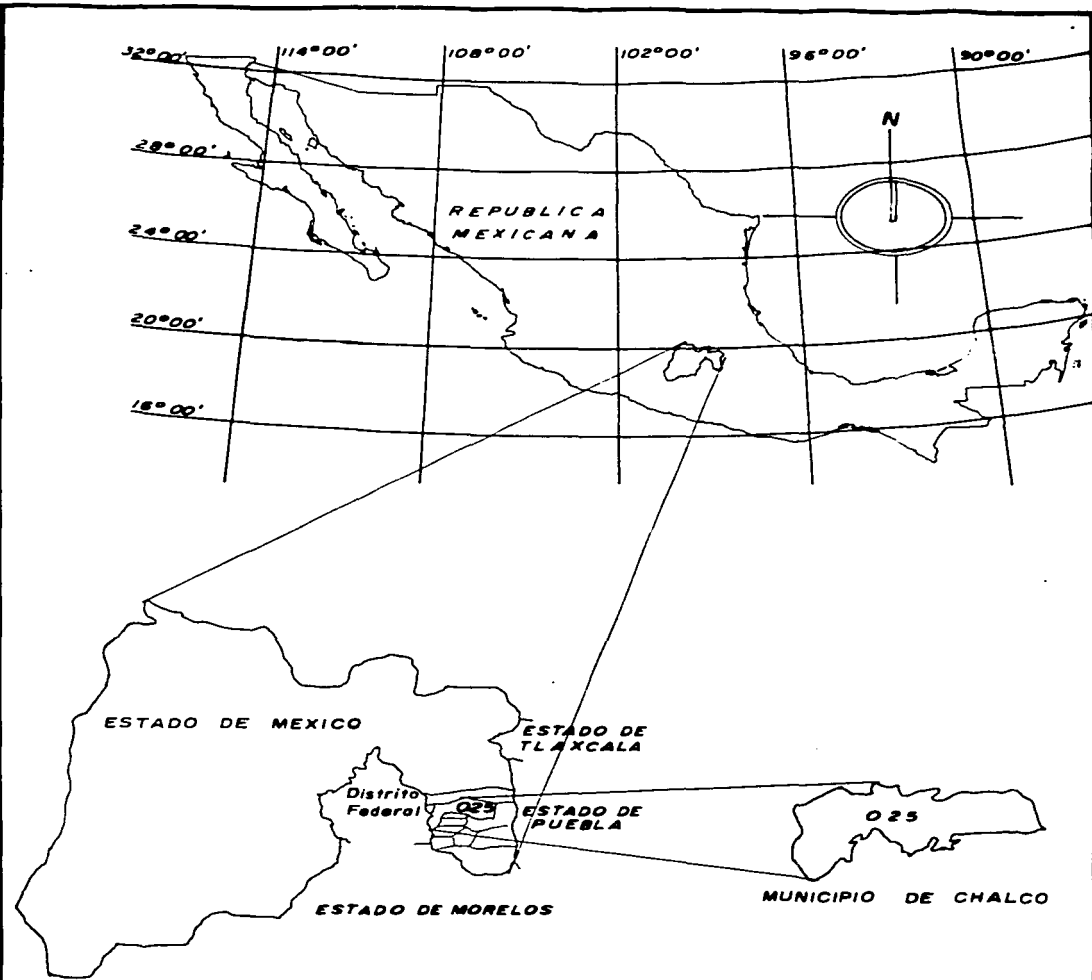 32°00'
114°00'
108°00'
102°00'
96°00'
90°00'
N
28°00'
REPUBLICA
MEXICANA
24°00'
20°00'
16°00'
ESTADO DE MEXICO
ESTADO DE
TLAXCALA
Distrito
Federal
025
ESTADO DE
PUEBLA
025
MUNICIPIO DE CHALCO
ESTADO DE MORELOS